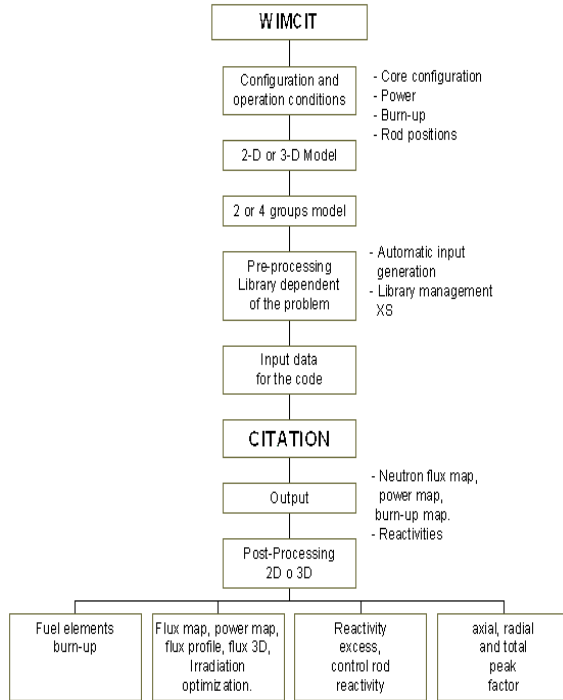 WIMCIT
Configuration and
operation conditions
- Core configuration
- Power
- Burn-up
- Rod positions
2-D or 3-D Model
2 or 4 groups model
Pre-processing
Library dependent
of the problem
- Automatic input
generation
- Library management
XS
Input data
for the code
CITATION
Output
- Neutron flux map,
power map,
burn-up map.
- Reactivities
Post-Processing
2D o 3D
Fuel elements
burn-up
Flux map, power map,
flux profile, flux 3D,
Irradiation
optimization.
Reactivity
excess,
control rod
reactivity
axial, radial
and total
peak
factor